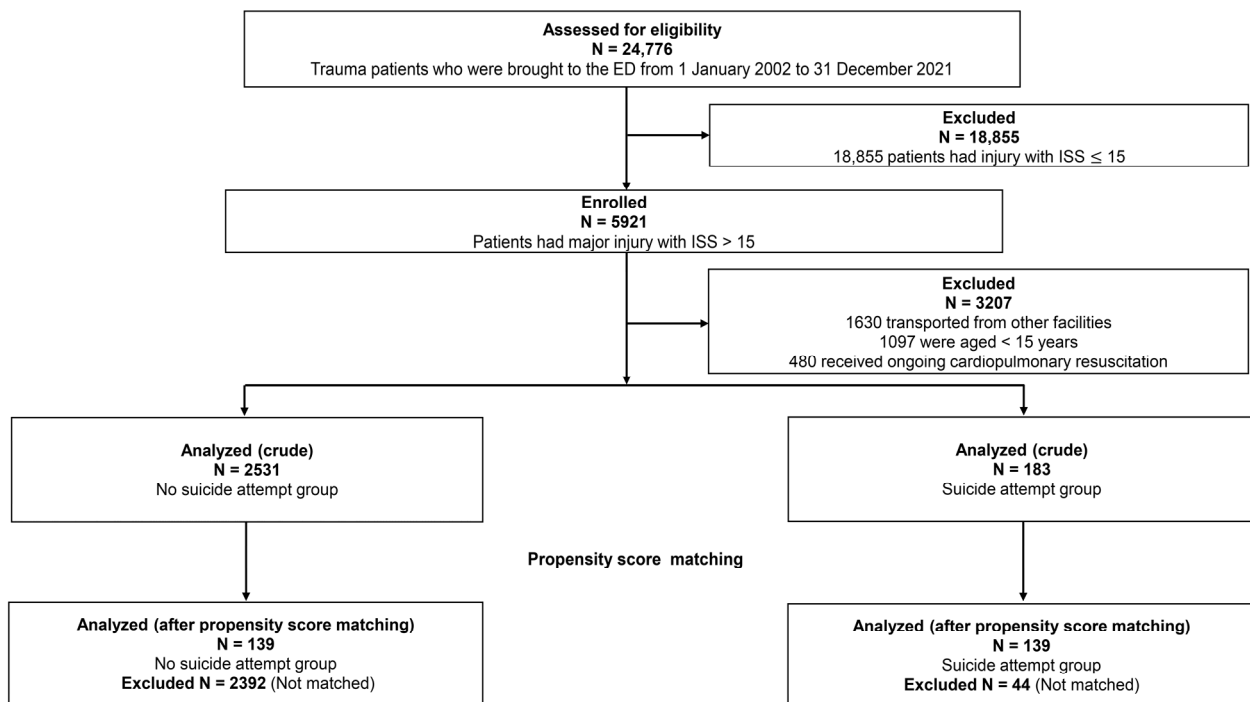 Assessed for eligibility
N = 24,776
Trauma patients who were brought to the ED from 1 January 2002 to 31 December 2021
Excluded
N = 18,855
18,855 patients had injury with ISS ≤ 15
Enrolled
N = 5921
Patients had major injury with ISS > 15
Excluded
N = 3207
1630 transported from other facilities
1097 were aged < 15 years
480 received ongoing cardiopulmonary resuscitation
Analyzed (crude)
N = 2531
No suicide attempt group
Analyzed (crude)
N = 183
Suicide attempt group
Propensity score matching
Analyzed (after propensity score matching)
N = 139
No suicide attempt group
Excluded N = 2392 (Not matched)
Analyzed (after propensity score matching)
N = 139
Suicide attempt group
Excluded N = 44 (Not matched)